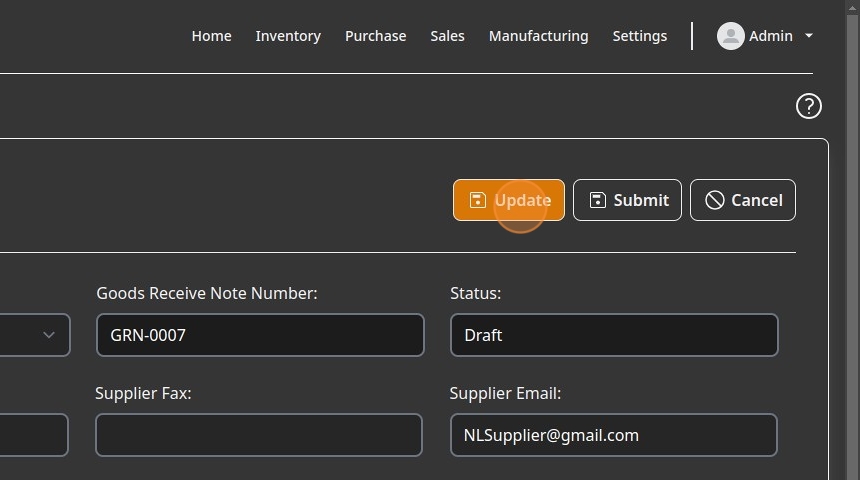 Home Inventory Purchase Sales Manufacturing Settings Admin
?
Update Submit Cancel
Goods Receive Note Number: Status:
GRN-0007 Draft
Supplier Fax: Supplier Email:
NLSupplier@gmail.com